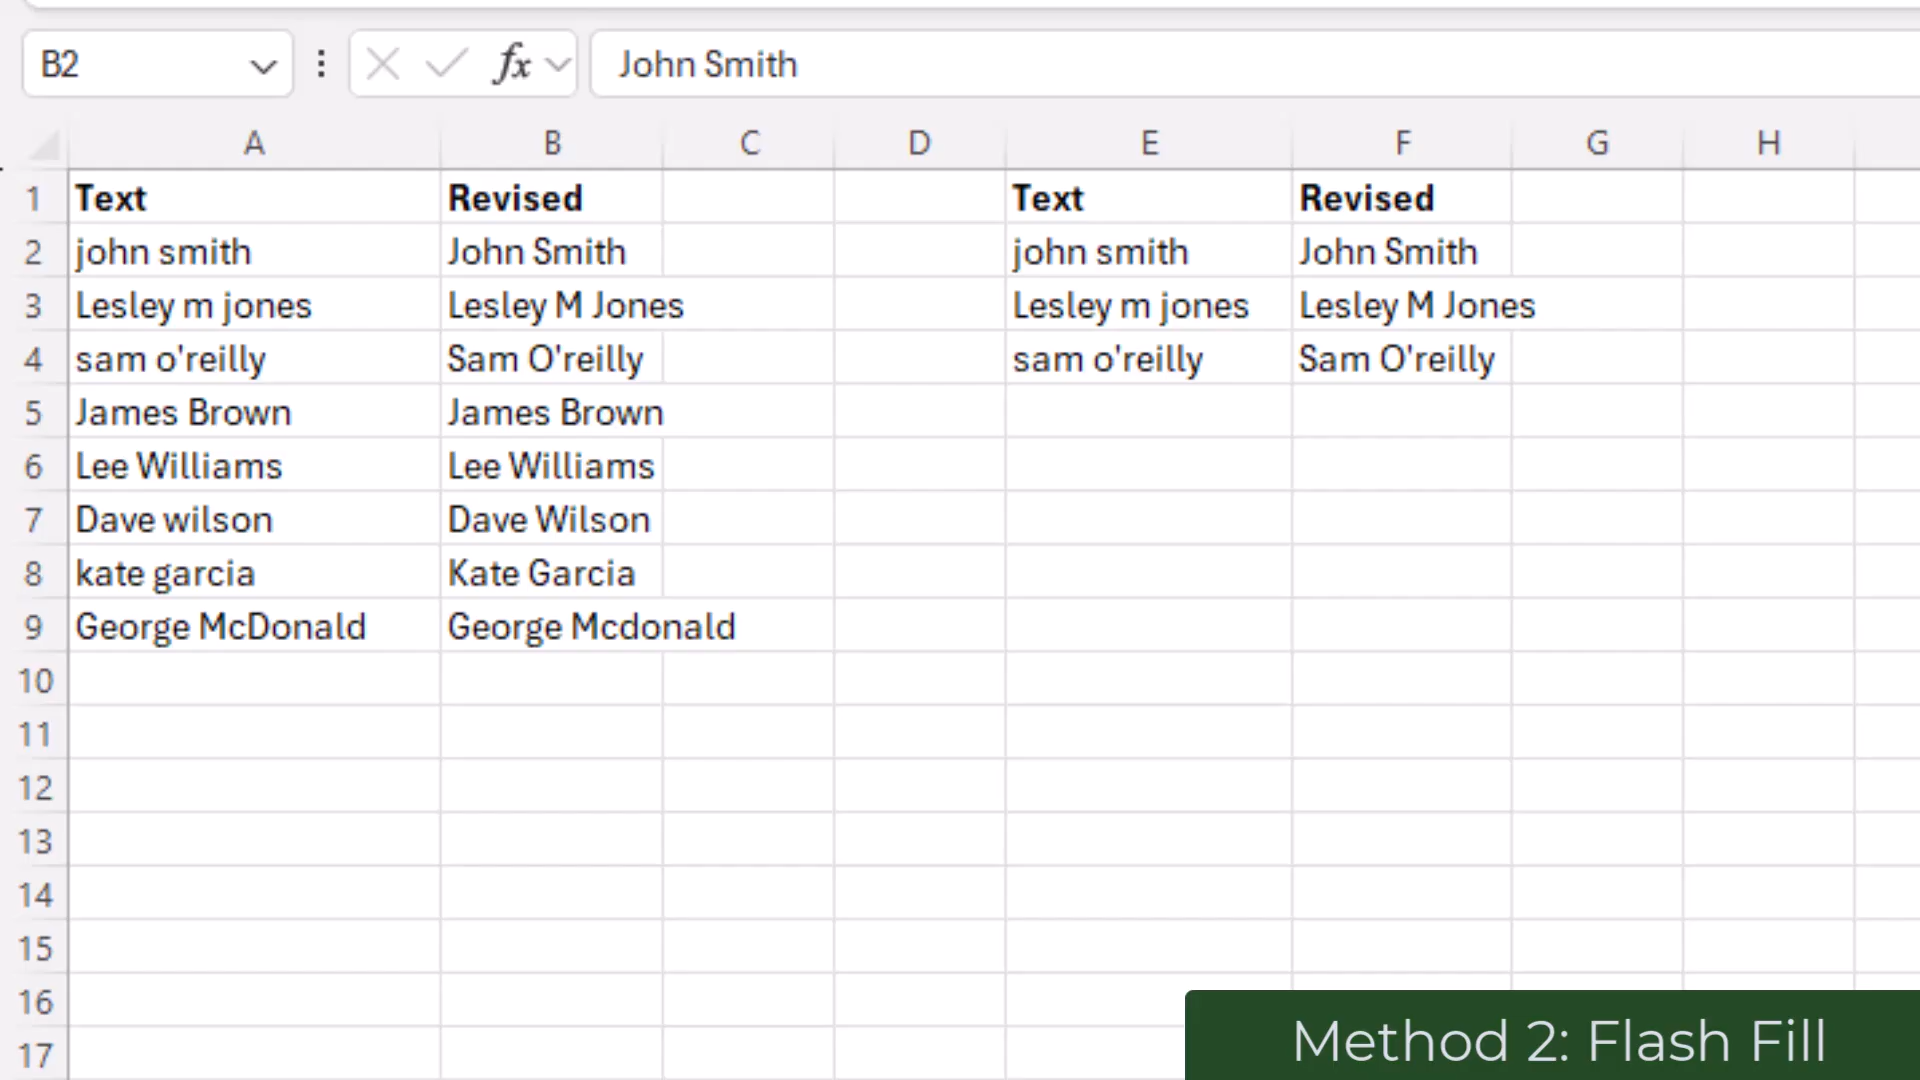 B2 fx John Smith
A B C D E F G H
1 Text Revised Text Revised
2 john smith John Smith john smith John Smith
3 Lesley m jones Lesley M Jones Lesley m jones Lesley M Jones
4 sam o'reilly Sam O'reilly sam o'reilly Sam O'reilly
5 James Brown James Brown
6 Lee Williams Lee Williams
7 Dave wilson Dave Wilson
8 kate garcia Kate Garcia
9 George McDonald George Mcdonald
10
11
12
13
14
15
16
17
Method 2: Flash Fill